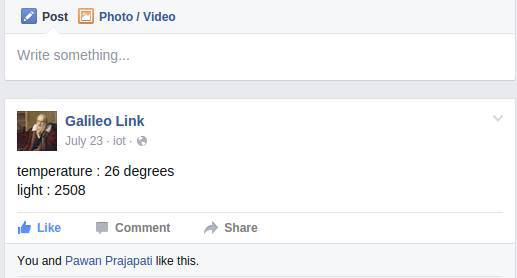 Post Photo / Video
Write something...
Galileo Link
July 23 · iot ·
temperature : 26 degrees
light : 2508
Like Comment Share
You and Pawan Prajapati like this.